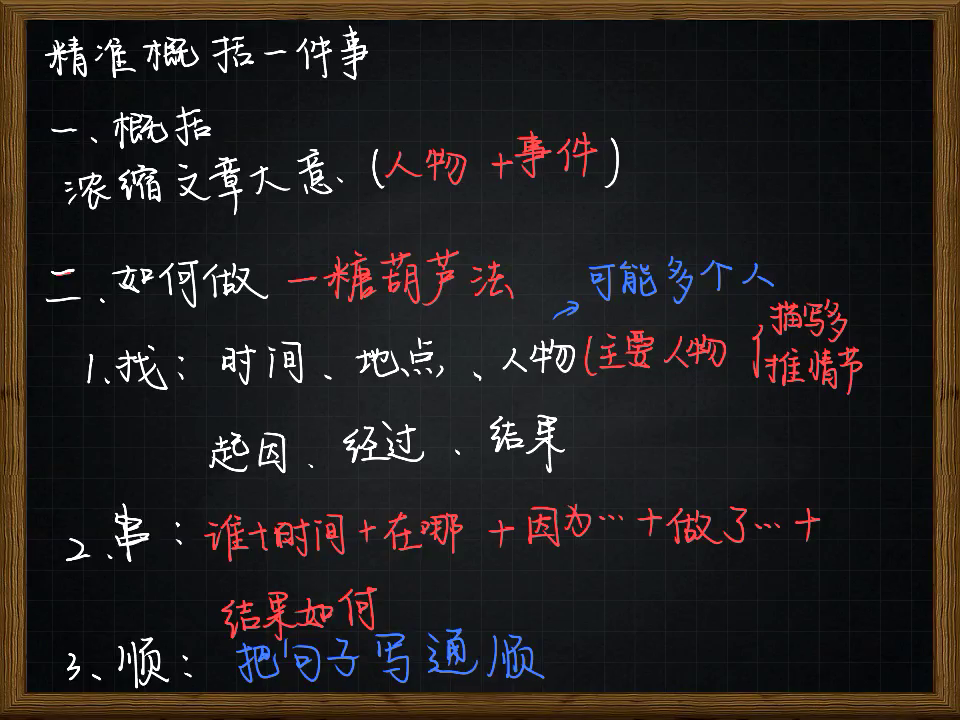 精准概括一件事
一、概括
浓缩文章大意、(人物+事件)
二、如何做 一糖葫芦法
可能多个人
1.找：时间、地点、人物(主要人物 {描写多
推情节
起因、经过、结果
2.串：谁+时间+在哪+因为…+做了…+
结果如何
3、顺：把句子写通顺